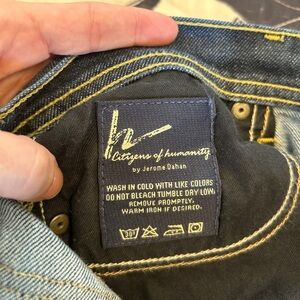 Citizens of humanity
by Jerome Dahan
WASH IN COLD WITH LIKE COLORS
DO NOT BLEACH TUMBLE DRY LOW,
REMOVE PROMPTLY,
WARM IRON IF DESIRED.
30°